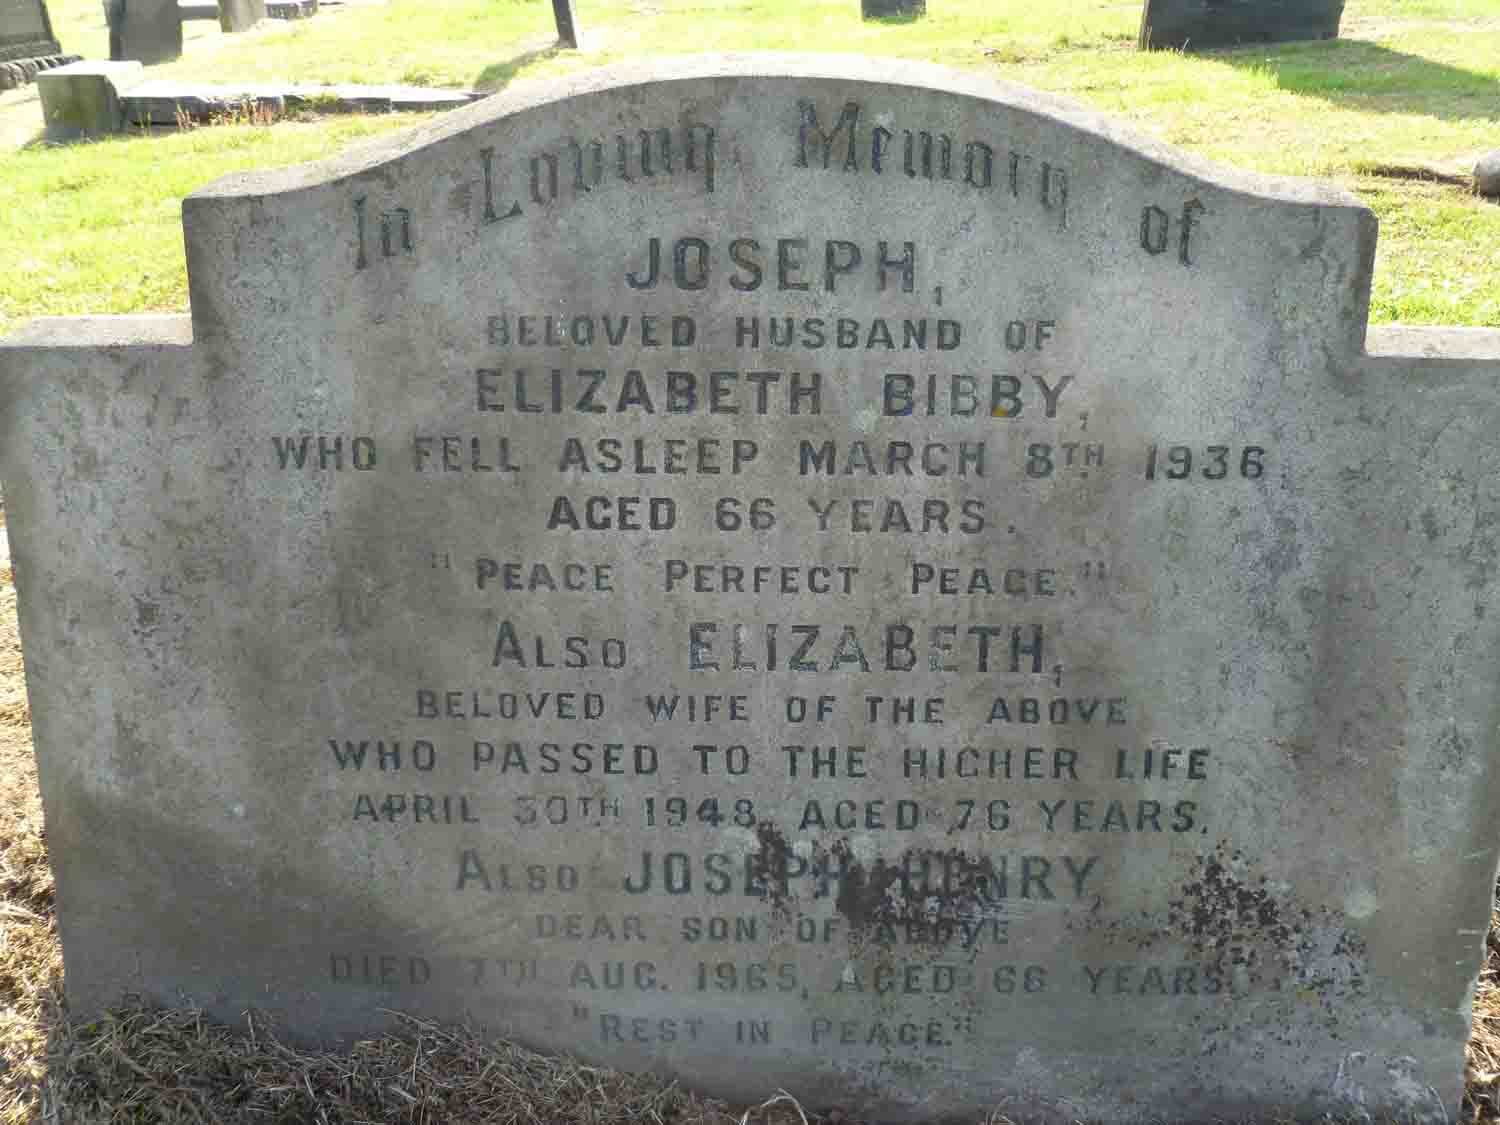 In Loving Memory of
JOSEPH,
BELOVED HUSBAND OF
ELIZABETH BIBBY,
WHO FELL ASLEEP MARCH 8TH 1936
AGED 66 YEARS.
"PEACE PERFECT PEACE."
ALSO ELIZABETH,
BELOVED WIFE OF THE ABOVE
WHO PASSED TO THE HIGHER LIFE
APRIL 30TH 1948, AGED 76 YEARS.
ALSO JOSEPH HENRY
DEAR SON OF ABOVE
DIED 7TH AUG. 1965, AGED 66 YEARS
"REST IN PEACE."